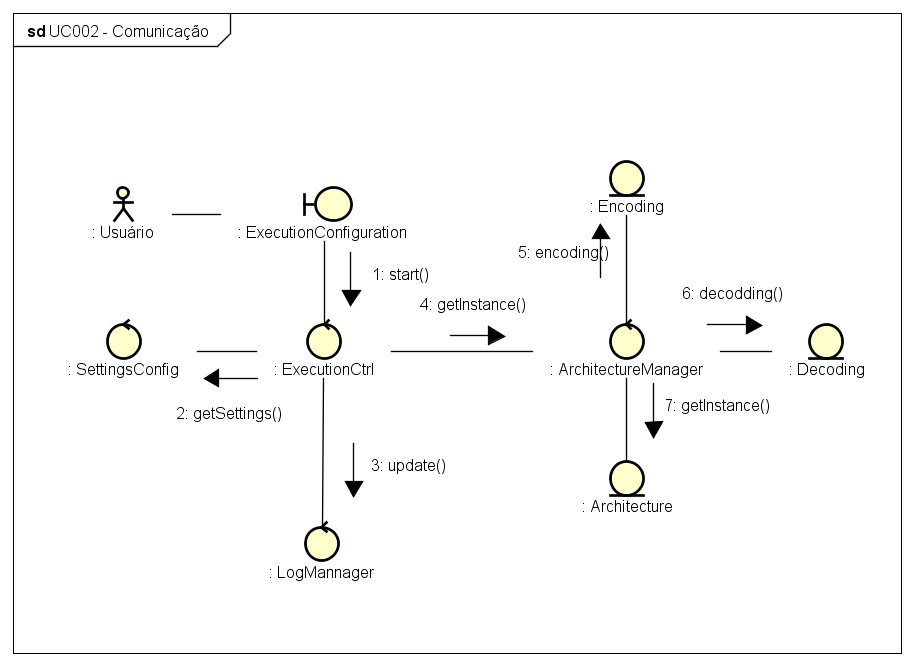 sd UC002 - Comunicação
: Encoding
: Usuário
: ExecutionConfiguration
5: encoding()
1: start()
6: decodding()
4: getInstance()
: SettingsConfig
: ExecutionCtrl
: ArchitectureManager
: Decoding
2: getSettings()
7: getInstance()
3: update()
: Architecture
: LogMannager